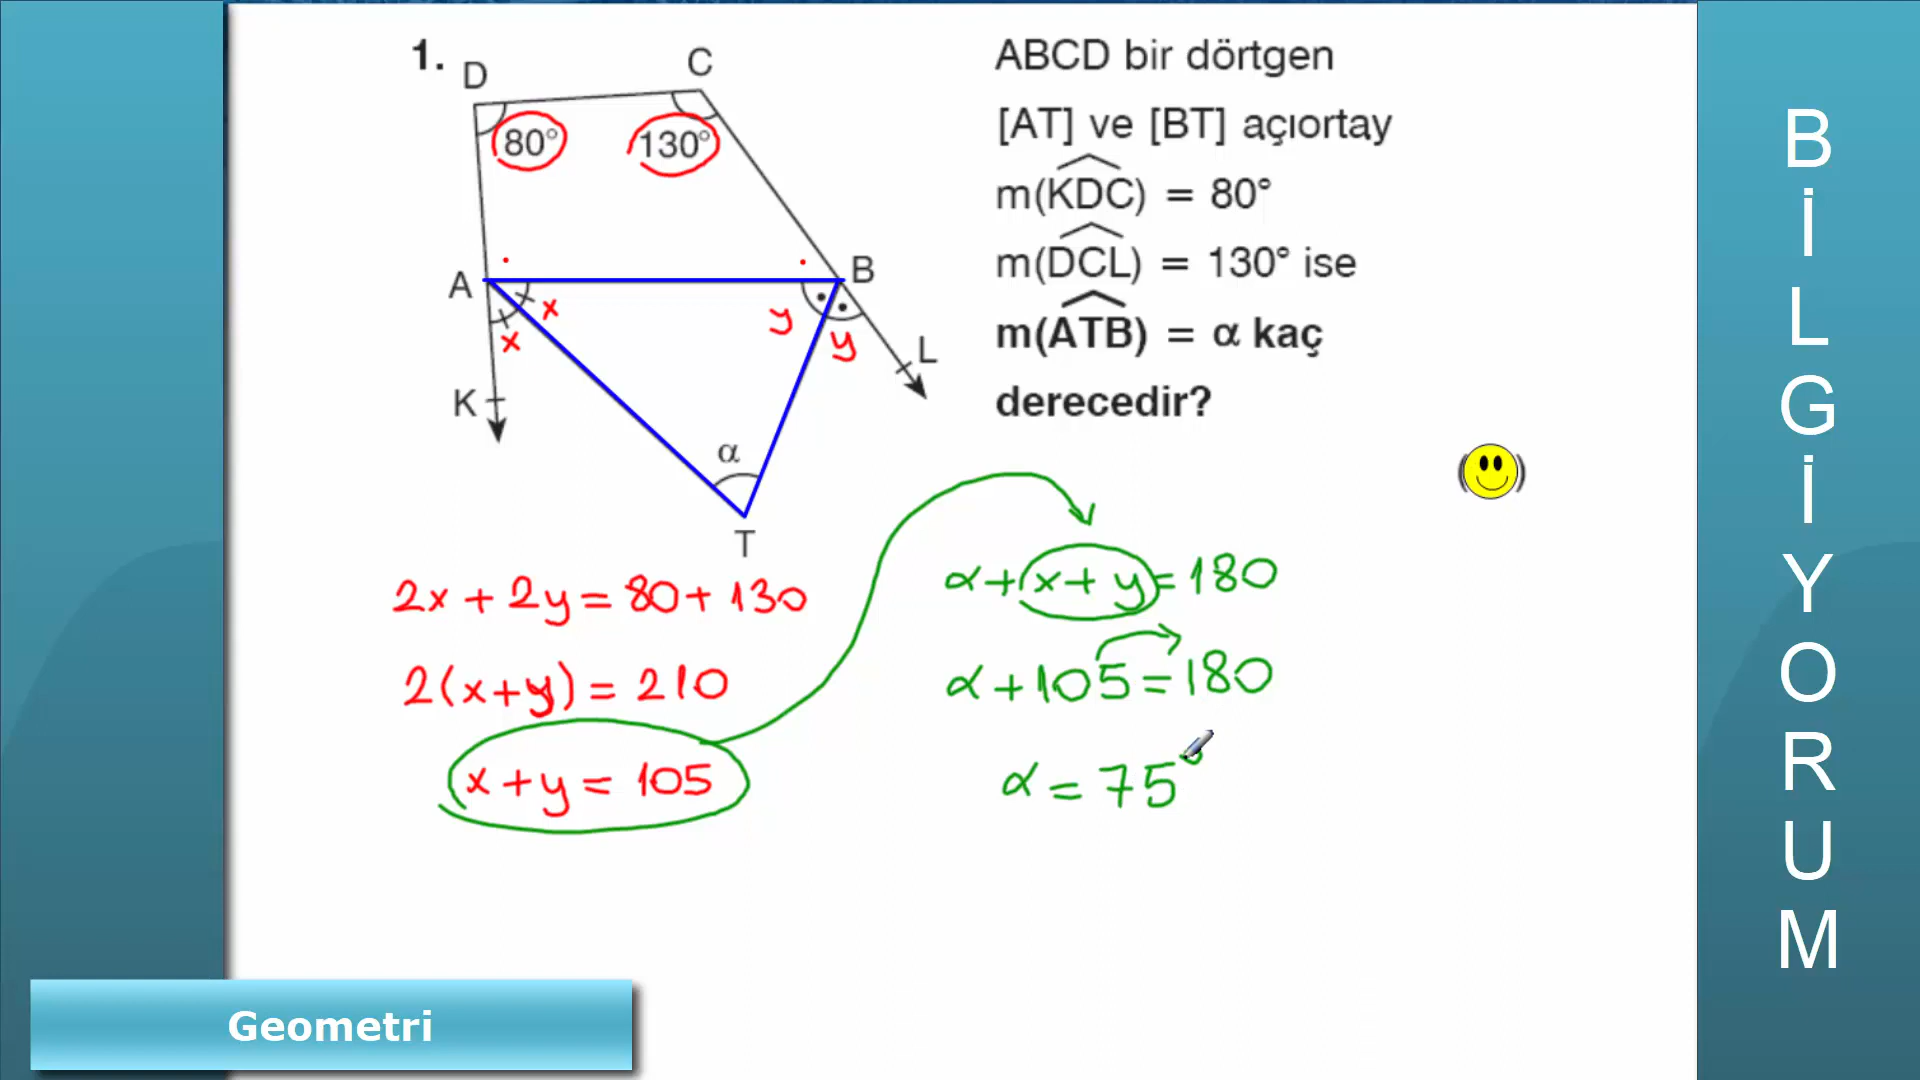 1.
D
C
80°
130°
A
B
x
x
y
y
K
L
α
T
ABCD bir dörtgen
[AT] ve [BT] açıortay
m(KDC) = 80°
m(DCL) = 130° ise
m(ATB) = α kaç
derecedir?
2x + 2y = 80 + 130
2(x+y) = 210
x + y = 105
α + x + y = 180
α + 105 = 180
α = 75°
BİLGİYORUM
Geometri